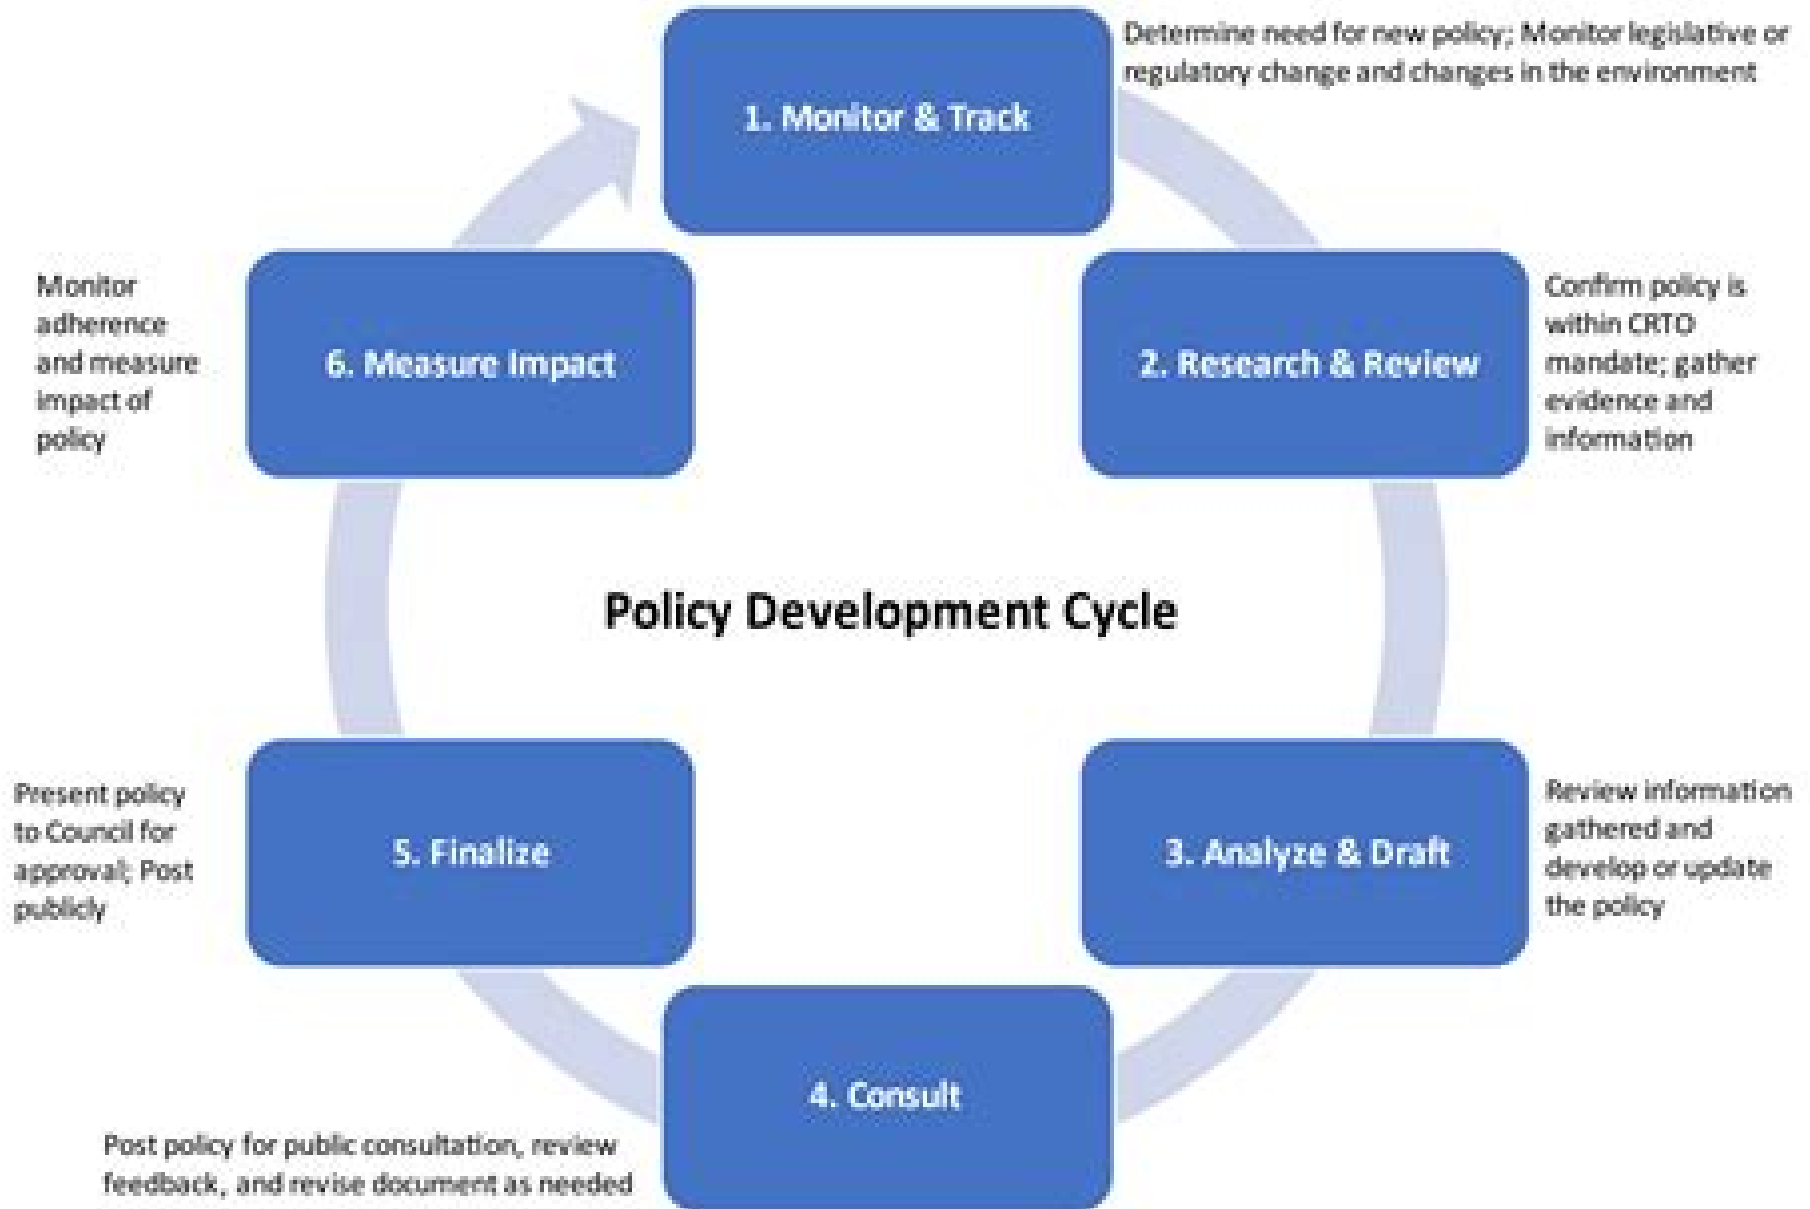 1. Monitor & Track
Determine need for new policy; Monitor legislative or
regulatory change and changes in the environment
2. Research & Review
Confirm policy is
within CRTO
mandate; gather
evidence and
information
3. Analyze & Draft
Review information
gathered and
develop or update
the policy
4. Consult
Post policy for public consultation, review
feedback, and revise document as needed
5. Finalize
Present policy
to Council for
approval; Post
publicly
6. Measure Impact
Monitor
adherence
and measure
impact of
policy
Policy Development Cycle